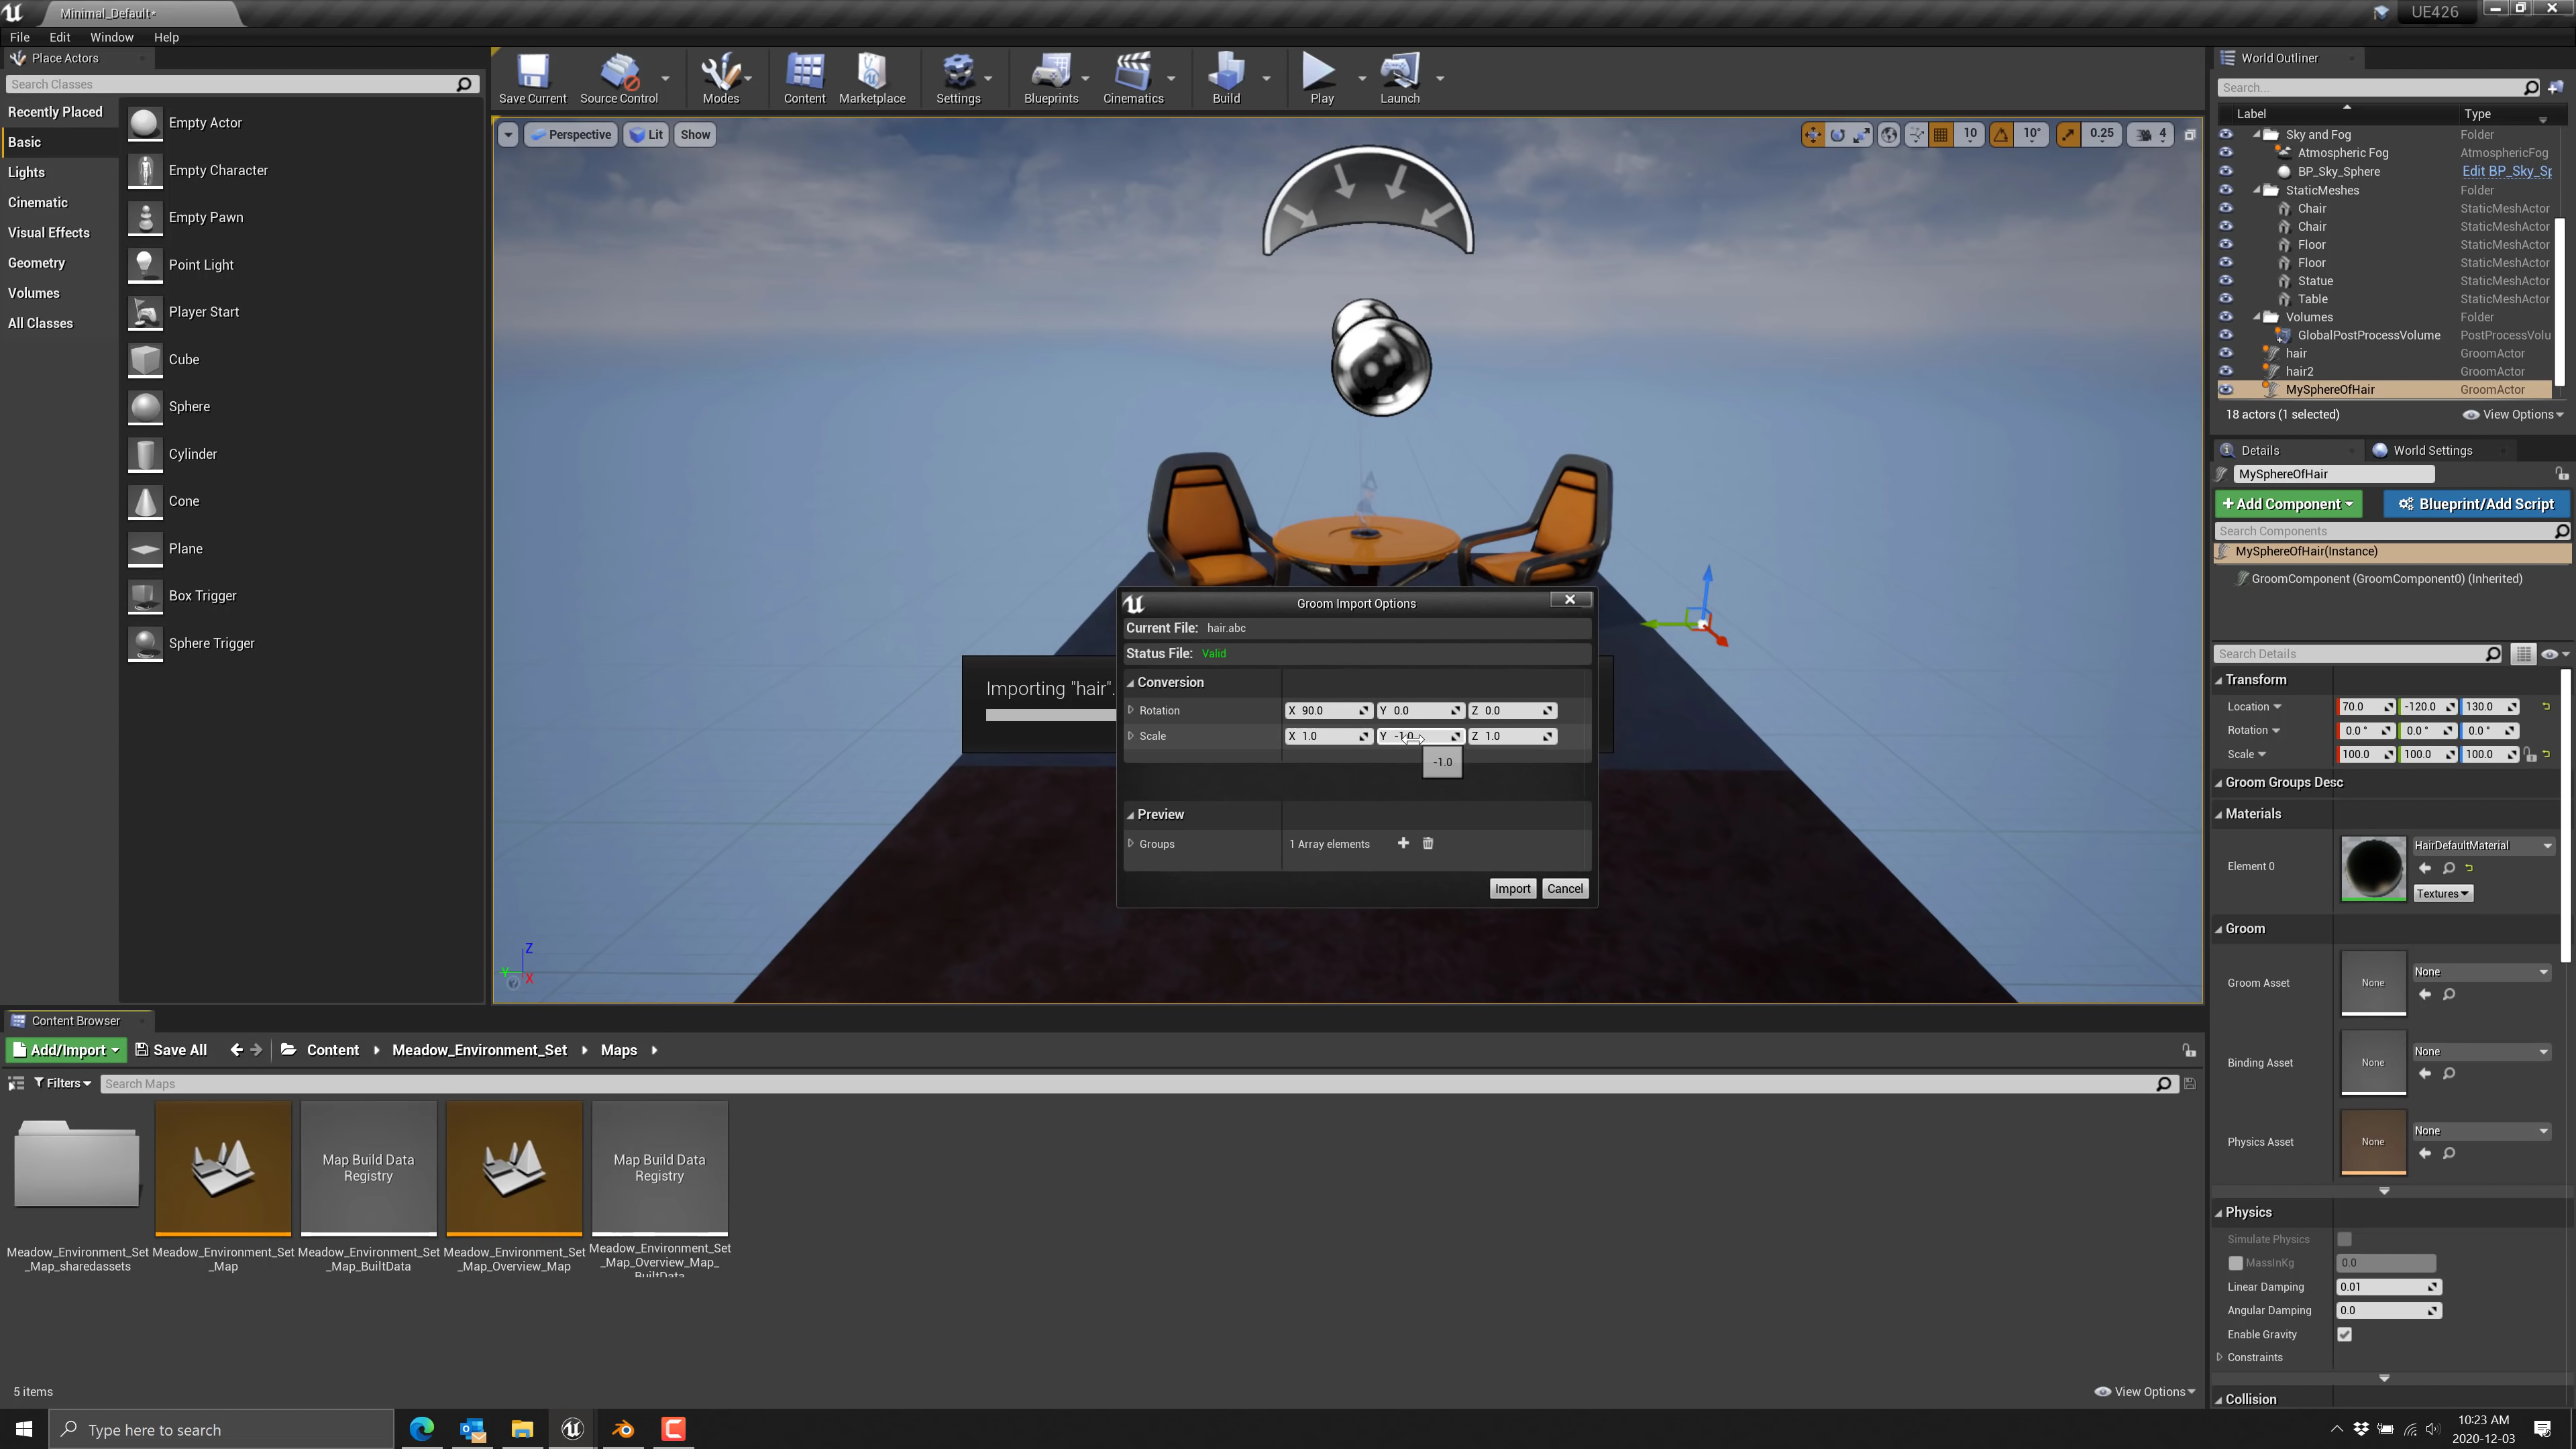 Minimal_Default*
UE426
File Edit Window Help
Place Actors
Search Classes
Recently Placed
Basic
Lights
Cinematic
Visual Effects
Geometry
Volumes
All Classes
Empty Actor
Empty Character
Empty Pawn
Point Light
Player Start
Cube
Sphere
Cylinder
Cone
Plane
Box Trigger
Sphere Trigger
Save Current Source Control Modes Content Marketplace Settings Blueprints Cinematics Build Play Launch
Perspective Lit Show
10 10° 0.25 4
Groom Import Options
Current File: hair.abc
Status File: Valid
Importing "hair".
Conversion
Rotation X 90.0 Y 0.0 Z 0.0
Scale X 1.0 Y -1.0 Z 1.0
-1.0
Preview
Groups 1 Array elements
Import Cancel
Z
Y
X
World Outliner
Search...
Label Type
Sky and Fog Folder
Atmospheric Fog AtmosphericFog
BP_Sky_Sphere Edit BP_Sky_Sp
StaticMeshes Folder
Chair StaticMeshActor
Chair StaticMeshActor
Floor StaticMeshActor
Floor StaticMeshActor
Statue StaticMeshActor
Table StaticMeshActor
Volumes Folder
GlobalPostProcessVolume PostProcessVolu
hair GroomActor
hair2 GroomActor
MySphereOfHair GroomActor
18 actors (1 selected) View Options
Details World Settings
MySphereOfHair
+Add Component Blueprint/Add Script
Search Components
MySphereOfHair(Instance)
GroomComponent (GroomComponent0) (Inherited)
Search Details
Transform
Location 70.0 -120.0 130.0
Rotation 0.0 ° 0.0 ° 0.0 °
Scale 100.0 100.0 100.0
Groom Groups Desc
Materials
Element 0
HairDefaultMaterial
Textures
Groom
Groom Asset None None
Binding Asset None None
Physics Asset None None
Physics
Simulate Physics
MassInKg 0.0
Linear Damping 0.01
Angular Damping 0.0
Enable Gravity
Constraints
Collision
Content Browser
Add/Import Save All Content Meadow_Environment_Set Maps
Filters Search Maps
Map Build Data
Registry
Map Build Data
Registry
Meadow_Environment_Set
_Map_sharedassets
Meadow_Environment_Set
_Map
Meadow_Environment_Set
_Map_BuiltData
Meadow_Environment_Set
_Map_Overview_Map
Meadow_Environment_Set
_Map_Overview_Map_
BuiltData
5 items View Options
Type here to search
10:23 AM
2020-12-03